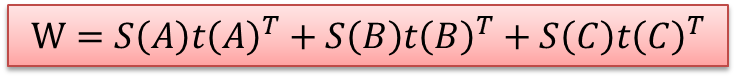 W = S(A)t(A)^T + S(B)t(B)^T + S(C)t(C)^T